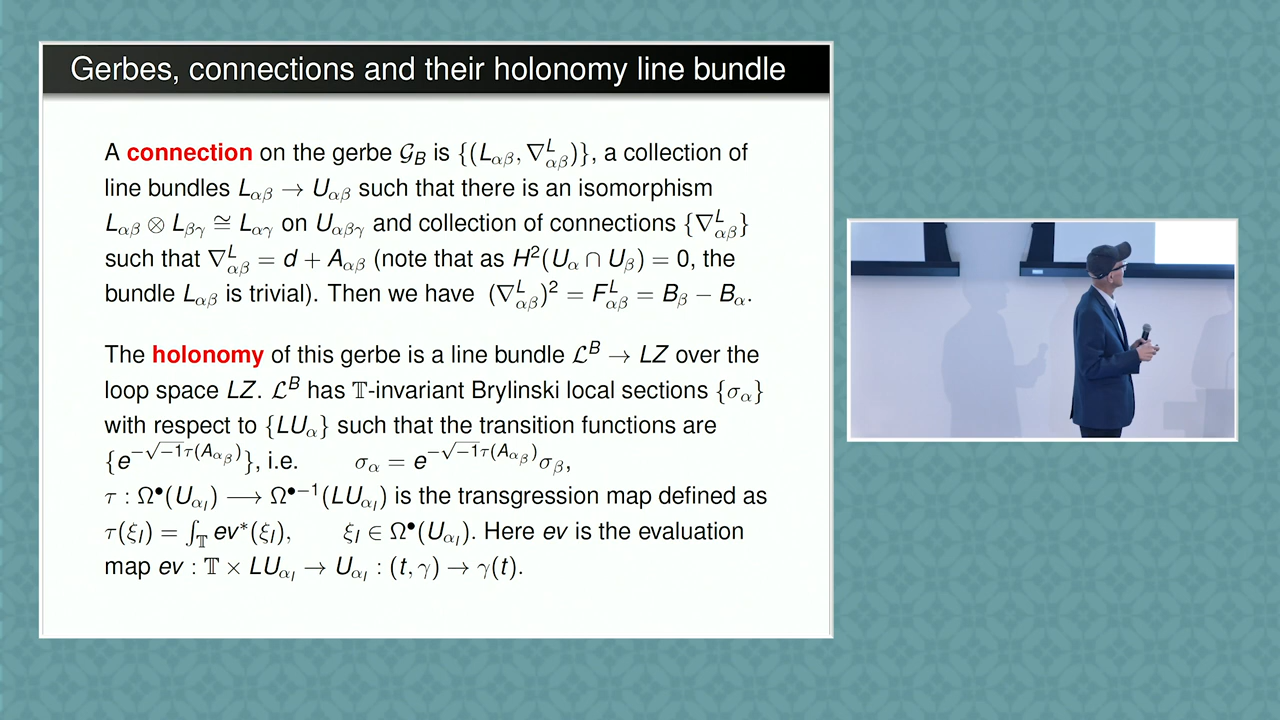 Gerbes, connections and their holonomy line bundle
A connection on the gerbe 𝒢_B is {(L_{αβ}, ∇^L_{αβ})}, a collection of
line bundles L_{αβ} → U_{αβ} such that there is an isomorphism
L_{αβ} ⊗ L_{βγ} ≅ L_{αγ} on U_{αβγ} and collection of connections {∇^L_{αβ}}
such that ∇^L_{αβ} = d + A_{αβ} (note that as H^2(U_α ∩ U_β) = 0, the
bundle L_{αβ} is trivial). Then we have (∇^L_{αβ})^2 = F^L_{αβ} = B_β − B_α.
The holonomy of this gerbe is a line bundle ℒ^B → LZ over the
loop space LZ. ℒ^B has 𝕋-invariant Brylinski local sections {σ_α}
with respect to {LU_α} such that the transition functions are
{e^{−√−1τ(A_{αβ})}}, i.e. σ_α = e^{−√−1τ(A_{αβ})}σ_β,
τ : Ω^•(U_{α_I}) ⟶ Ω^{•−1}(LU_{α_I}) is the transgression map defined as
τ(ξ_I) = ∫_𝕋 ev*(ξ_I), ξ_I ∈ Ω^•(U_{α_I}). Here ev is the evaluation
map ev : 𝕋 × LU_{α_I} → U_{α_I} : (t, γ) → γ(t).